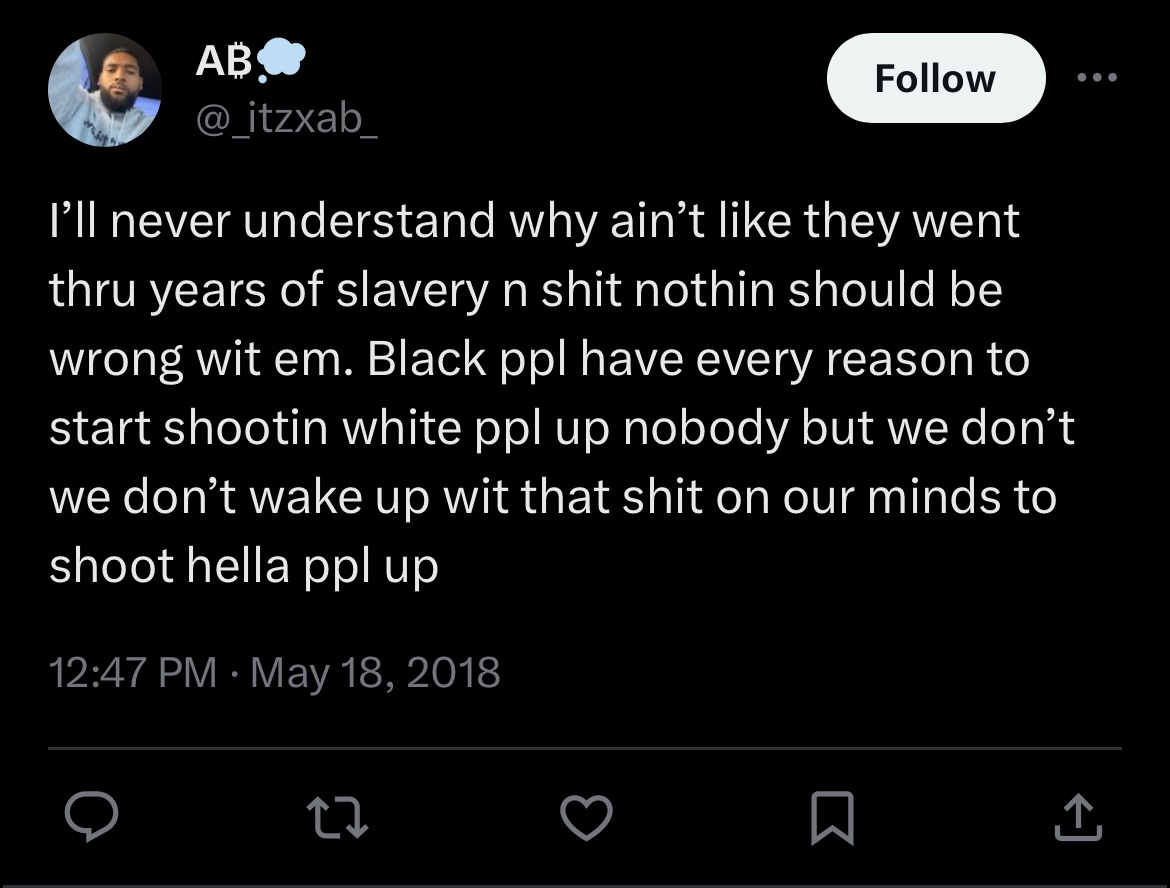 AB💭
@_itzxab_
Follow
I’ll never understand why ain’t like they went
thru years of slavery n shit nothin should be
wrong wit em. Black ppl have every reason to
start shootin white ppl up nobody but we don’t
we don’t wake up wit that shit on our minds to
shoot hella ppl up
12:47 PM · May 18, 2018